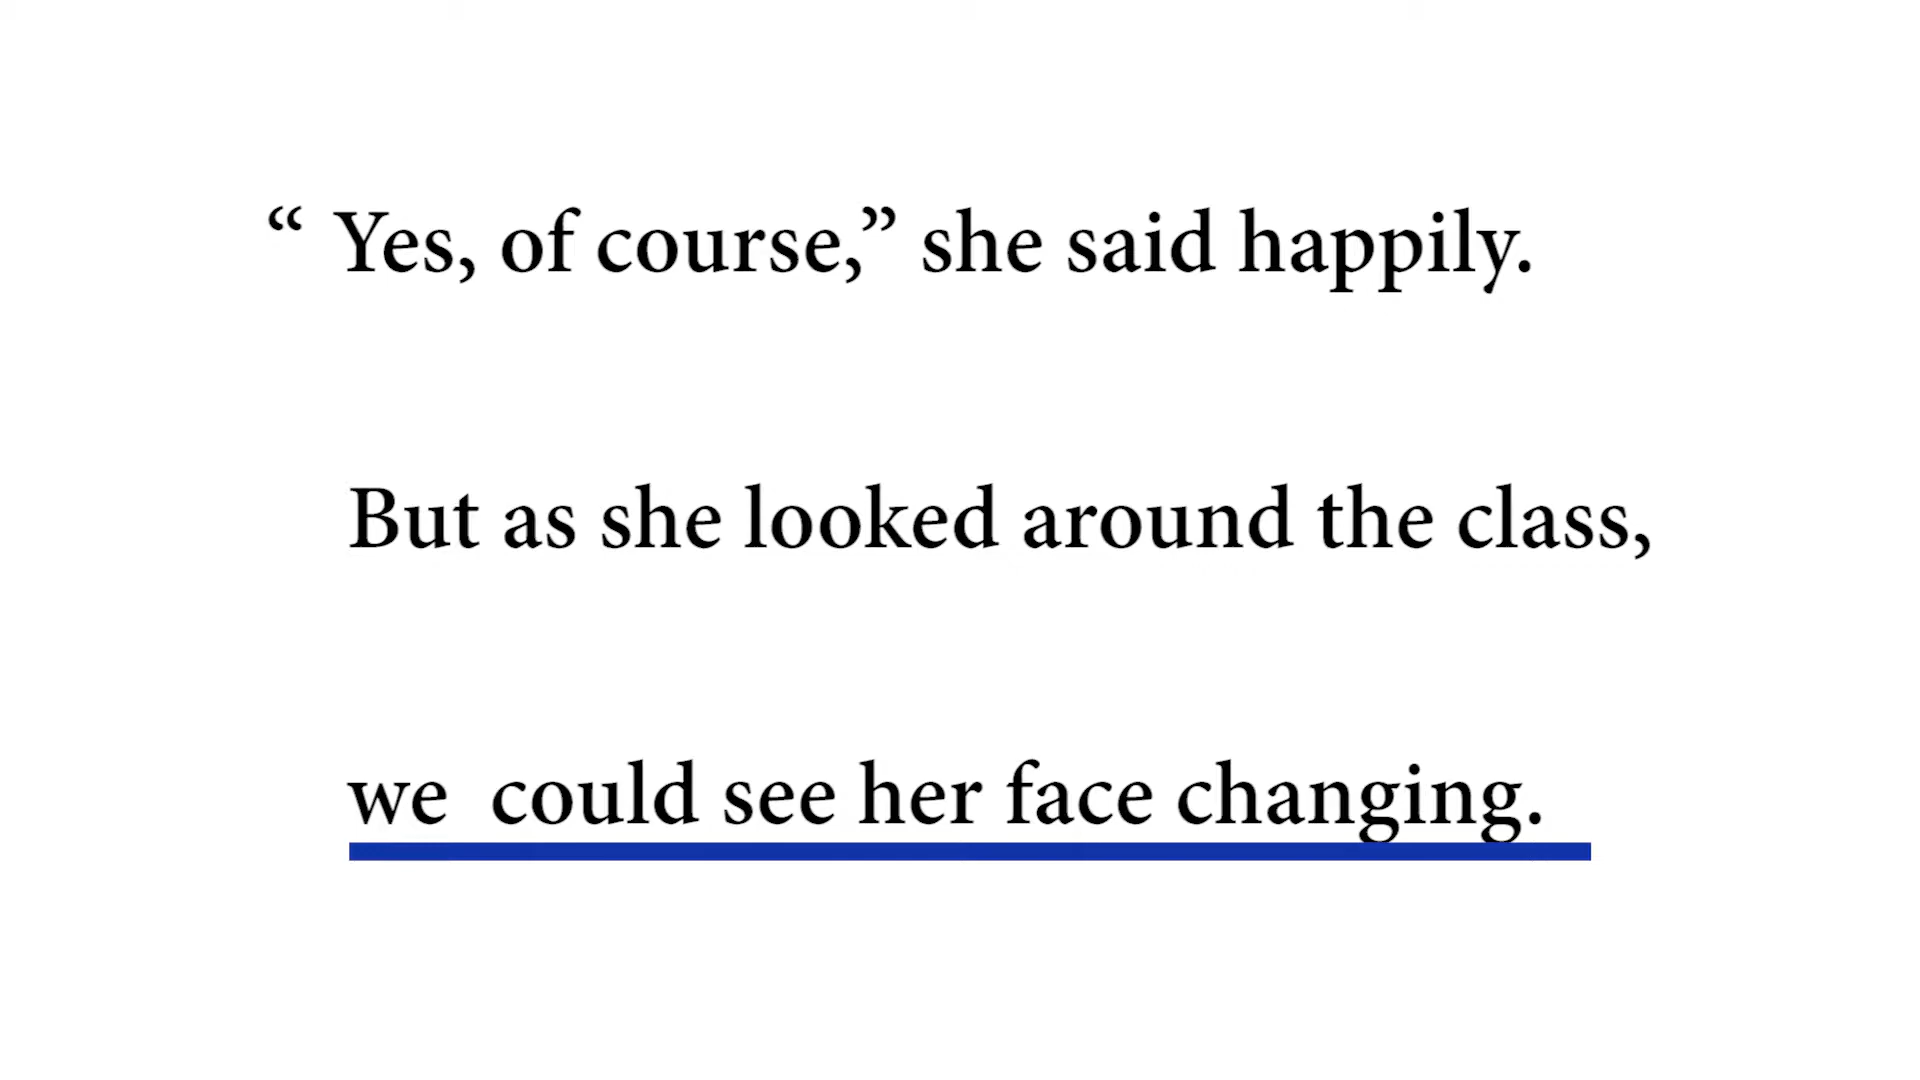 “ Yes, of course,” she said happily.
But as she looked around the class,
we could see her face changing.